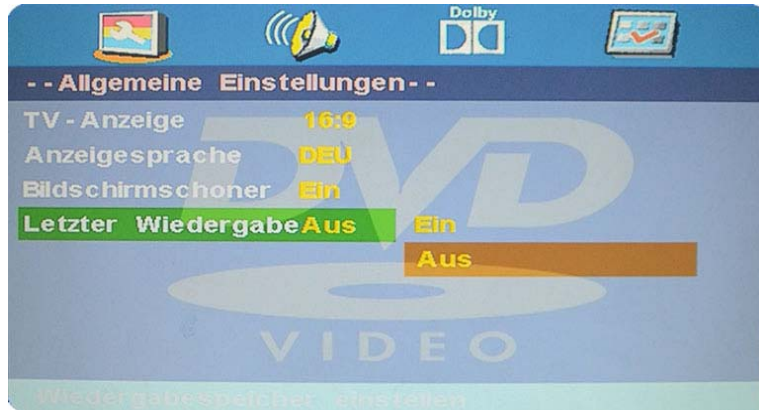 Dolby
--Allgemeine Einstellungen--
TV-Anzeige 16:9
Anzeigesprache DEU
Bildschirmschoner Ein
Letzter Wiedergabe Aus Ein
Aus
DVD
VIDEO
Wiedergabespeicher einstellen